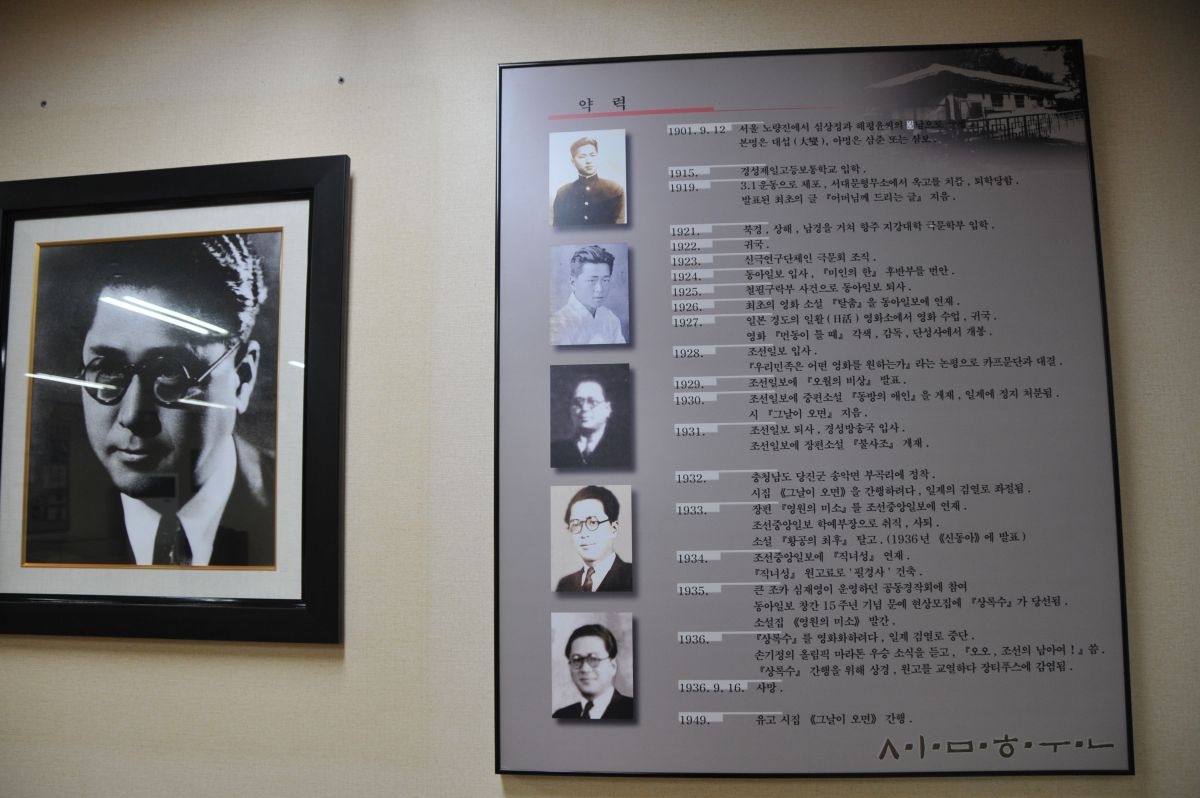 약 력
1901. 9. 12 서울 노량진에서 심상정과 해평윤씨의
본명은 대섭 (大燮), 아명은 삼준 또는 삼보.
1915. 경성제일고등보통학교 입학.
1919. 3.1운동으로 체포, 서대문형무소에서 옥고를 치름, 퇴학당함.
발표된 최초의 글 『어머님께 드리는 글』 지음.
1921. 북경, 상해, 남경을 거쳐 항주 지강대학 극문학부 입학.
1922. 귀국.
1923. 신극연구단체인 극문회 조직.
1924. 동아일보 입사, 『미인의 한』 후반부를 번안.
1925. 철필구락부 사건으로 동아일보 퇴사.
1926. 최초의 영화 소설 『탈춤』을 동아일보에 연재.
1927. 일본 경도의 일활 (日活) 영화소에서 영화 수업, 귀국.
영화 『먼동이 틀 때』 각색, 감독, 단성사에서 개봉.
1928. 조선일보 입사.
『우리민족은 어떤 영화를 원하는가』 라는 논평으로 카프문단과 대결.
1929. 조선일보에 『오월의 비상』 발표.
1930. 조선일보에 중편소설 『동방의 애인』을 게재, 일제에 정지 처분됨.
시 『그날이 오면』 지음.
1931. 조선일보 퇴사, 경성방송국 입사.
조선일보에 장편소설 『불사조』 게재.
1932. 충청남도 당진군 송악면 부곡리에 정착.
시집 《그날이 오면》을 간행하려다, 일제의 검열로 좌절됨.
1933. 장편 『영원의 미소』를 조선중앙일보에 연재.
조선중앙일보 학예부장으로 취직, 사퇴.
소설 『황공의 최후』 탈고. (1936년 《신동아》에 발표)
1934. 조선중앙일보에 『직녀성』 연재.
『직녀성』 원고료로 '필경사' 건축.
1935. 큰 조카 심재영이 운영하던 공동경작회에 참여
동아일보 창간 15주년 기념 문예 현상모집에 『상록수』가 당선됨.
소설집 《영원의 미소》 발간.
1936. 『상록수』를 영화화하려다, 일제 검열로 중단.
손기정의 올림픽 마라톤 우승 소식을 듣고, 『오오, 조선의 남아여!』 씀.
『상록수』 간행을 위해 상경, 원고를 교열하다 장티푸스에 감염됨.
1936. 9. 16. 사망.
1949. 유고 시집 《그날이 오면》 간행.
ㅅㅣ·ㅁ·ㅎ·ㅜㄴ